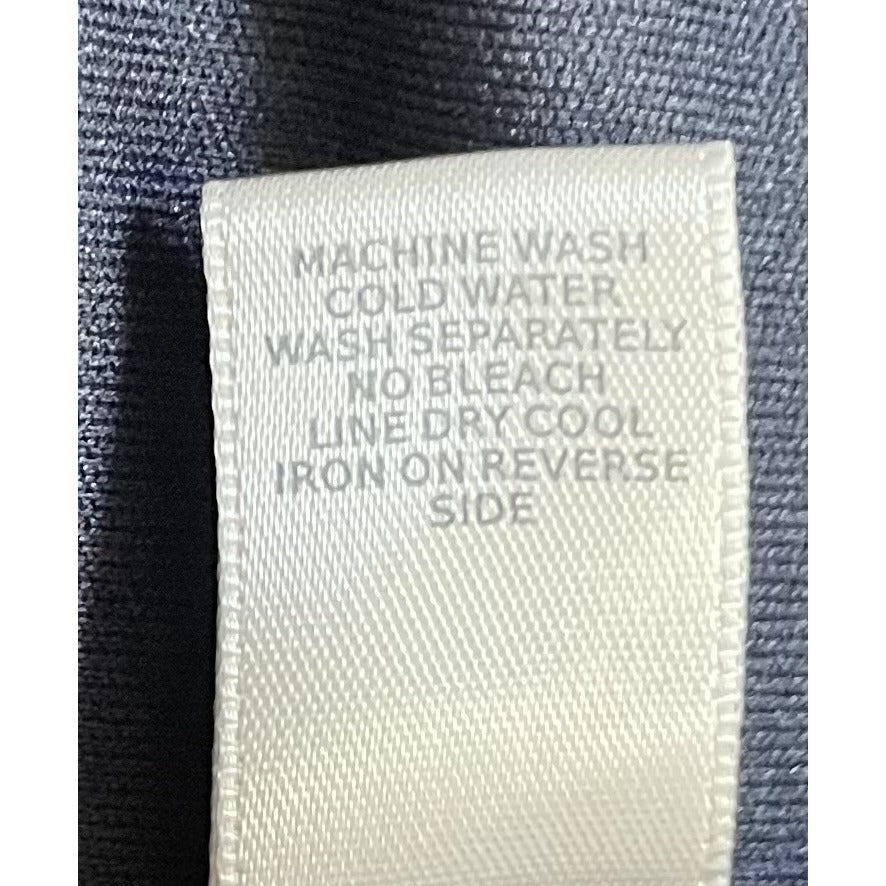 MACHINE WASH
COLD WATER
WASH SEPARATELY
NO BLEACH
LINE DRY COOL
IRON ON REVERSE
SIDE